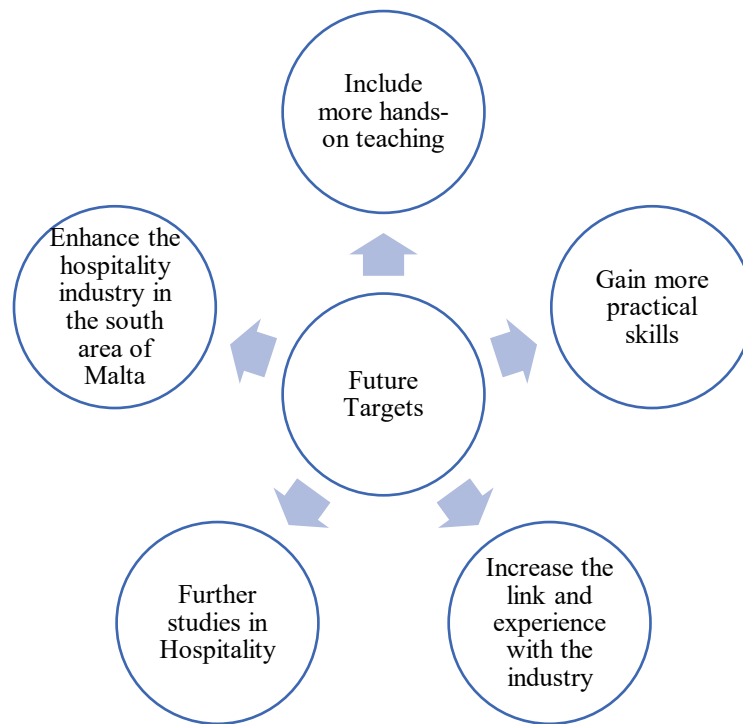 Include
more hands-
on teaching
Enhance the
hospitality
industry in
the south
area of
Malta
Gain more
practical
skills
Future
Targets
Further
studies in
Hospitality
Increase the
link and
experience
with the
industry